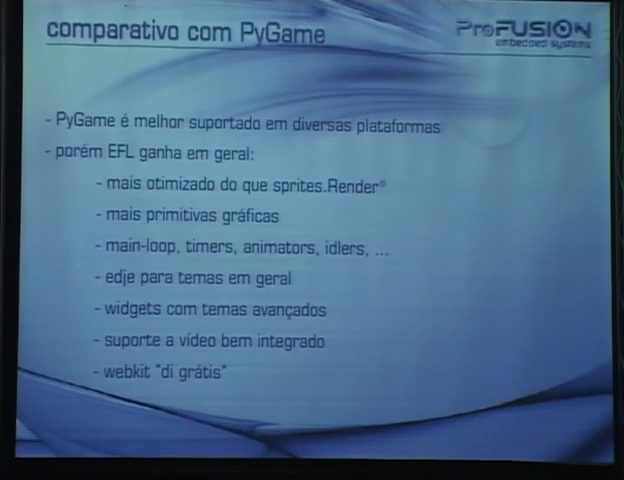 comparativo com PyGame
ProFUSION
embedded systems
- PyGame é melhor suportado em diversas plataformas
- porém EFL ganha em geral:
- mais otimizado do que sprites.Render*
- mais primitivas gráficas
- main-loop, timers, animators, idlers, ...
- edje para temas em geral
- widgets com temas avançados
- suporte a vídeo bem integrado
- webkit "di grátis"